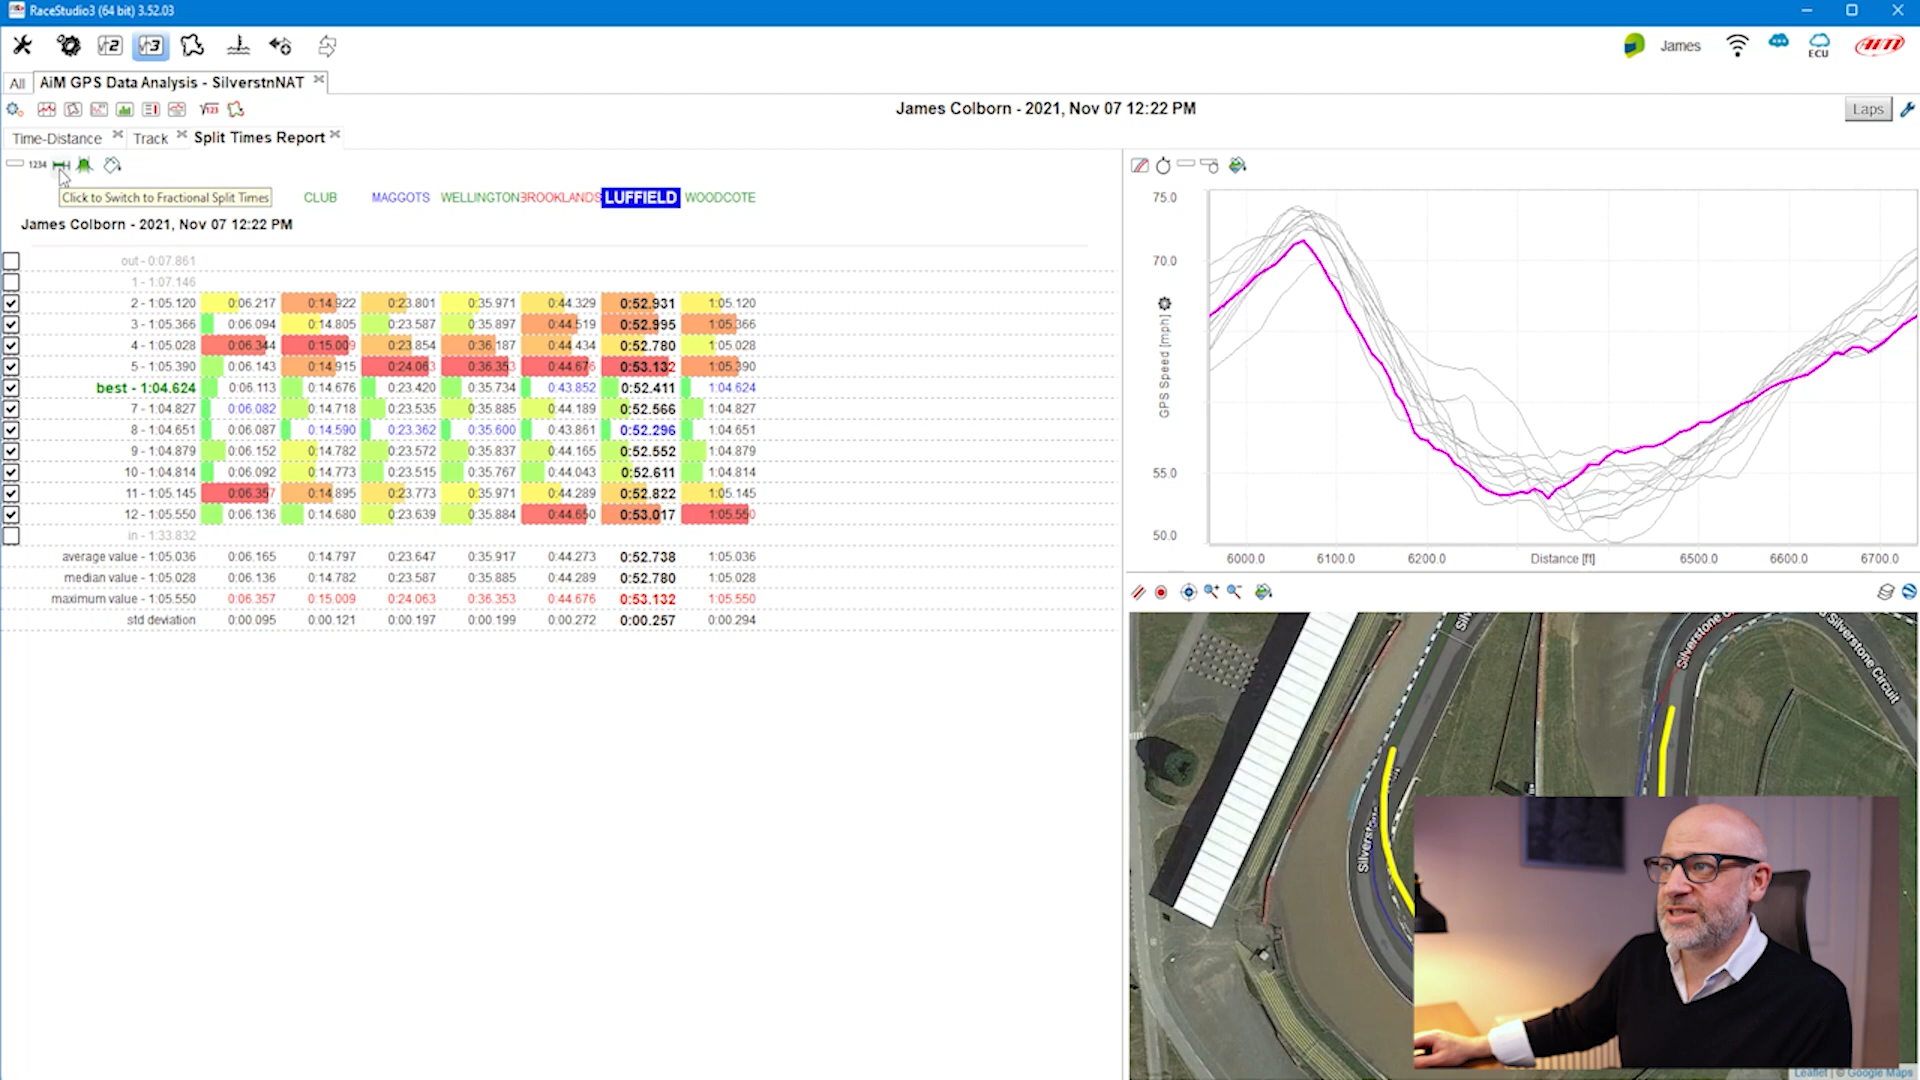 RaceStudio3 (64 bit) 3.52.03
James
ECU
AiM
All AiM GPS Data Analysis - SilverstnNAT
James Colborn - 2021, Nov 07 12:22 PM
Laps
Time-Distance Track Split Times Report
1234
Click to Switch to Fractional Split Times
CLUB MAGGOTS WELLINGTON BROOKLANDS LUFFIELD WOODCOTE
James Colborn - 2021, Nov 07 12:22 PM
out - 0:07.861
1 - 1:07.146
2 - 1:05.120 0:06.217 0:14.922 0:23.801 0:35.971 0:44.329 0:52.931 1:05.120
3 - 1:05.366 0:06.094 0:14.805 0:23.587 0:35.897 0:44.519 0:52.995 1:05.366
4 - 1:05.028 0:06.344 0:15.009 0:23.854 0:36.187 0:44.434 0:52.780 1:05.028
5 - 1:05.390 0:06.143 0:14.915 0:24.063 0:36.353 0:44.676 0:53.132 1:05.390
best - 1:04.624 0:06.113 0:14.676 0:23.420 0:35.734 0:43.852 0:52.411 1:04.624
7 - 1:04.827 0:06.082 0:14.718 0:23.535 0:35.885 0:44.189 0:52.566 1:04.827
8 - 1:04.651 0:06.087 0:14.590 0:23.362 0:35.600 0:43.861 0:52.296 1:04.651
9 - 1:04.879 0:06.152 0:14.782 0:23.572 0:35.837 0:44.165 0:52.552 1:04.879
10 - 1:04.814 0:06.092 0:14.773 0:23.515 0:35.767 0:44.043 0:52.611 1:04.814
11 - 1:05.145 0:06.357 0:14.895 0:23.773 0:35.971 0:44.289 0:52.822 1:05.145
12 - 1:05.550 0:06.136 0:14.680 0:23.639 0:35.884 0:44.650 0:53.017 1:05.550
in - 1:33.832
average value - 1:05.036 0:06.165 0:14.797 0:23.647 0:35.917 0:44.273 0:52.738 1:05.036
median value - 1:05.028 0:06.136 0:14.782 0:23.587 0:35.885 0:44.289 0:52.780 1:05.028
maximum value - 1:05.550 0:06.357 0:15.009 0:24.063 0:36.353 0:44.676 0:53.132 1:05.550
std deviation 0:00.095 0:00.121 0:00.197 0:00.199 0:00.272 0:00.257 0:00.294
75.0
70.0
GPS Speed [mph]
55.0
50.0
6000.0 6100.0 6200.0 Distance [ft] 6500.0 6600.0 6700.0
Silverstone Circuit
Leaflet | © Google Maps